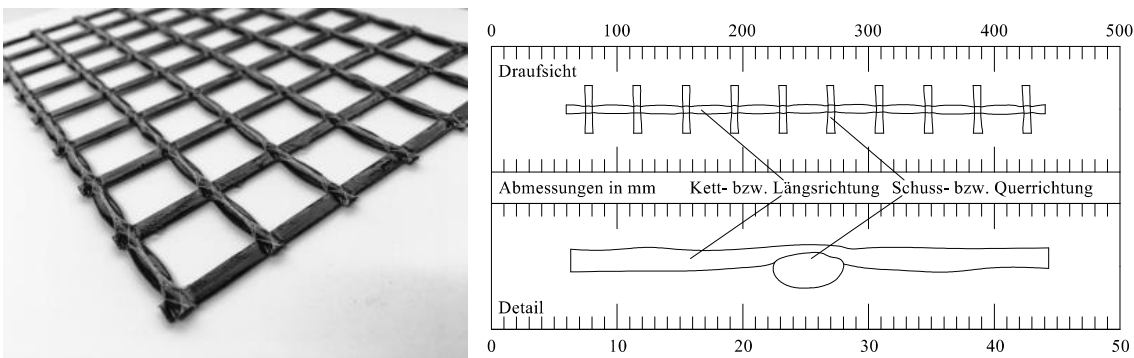 0 100 200 300 400 500
Draufsicht
Abmessungen in mm Kett- bzw. Längsrichtung Schuss- bzw. Querrichtung
Detail
0 10 20 30 40 50